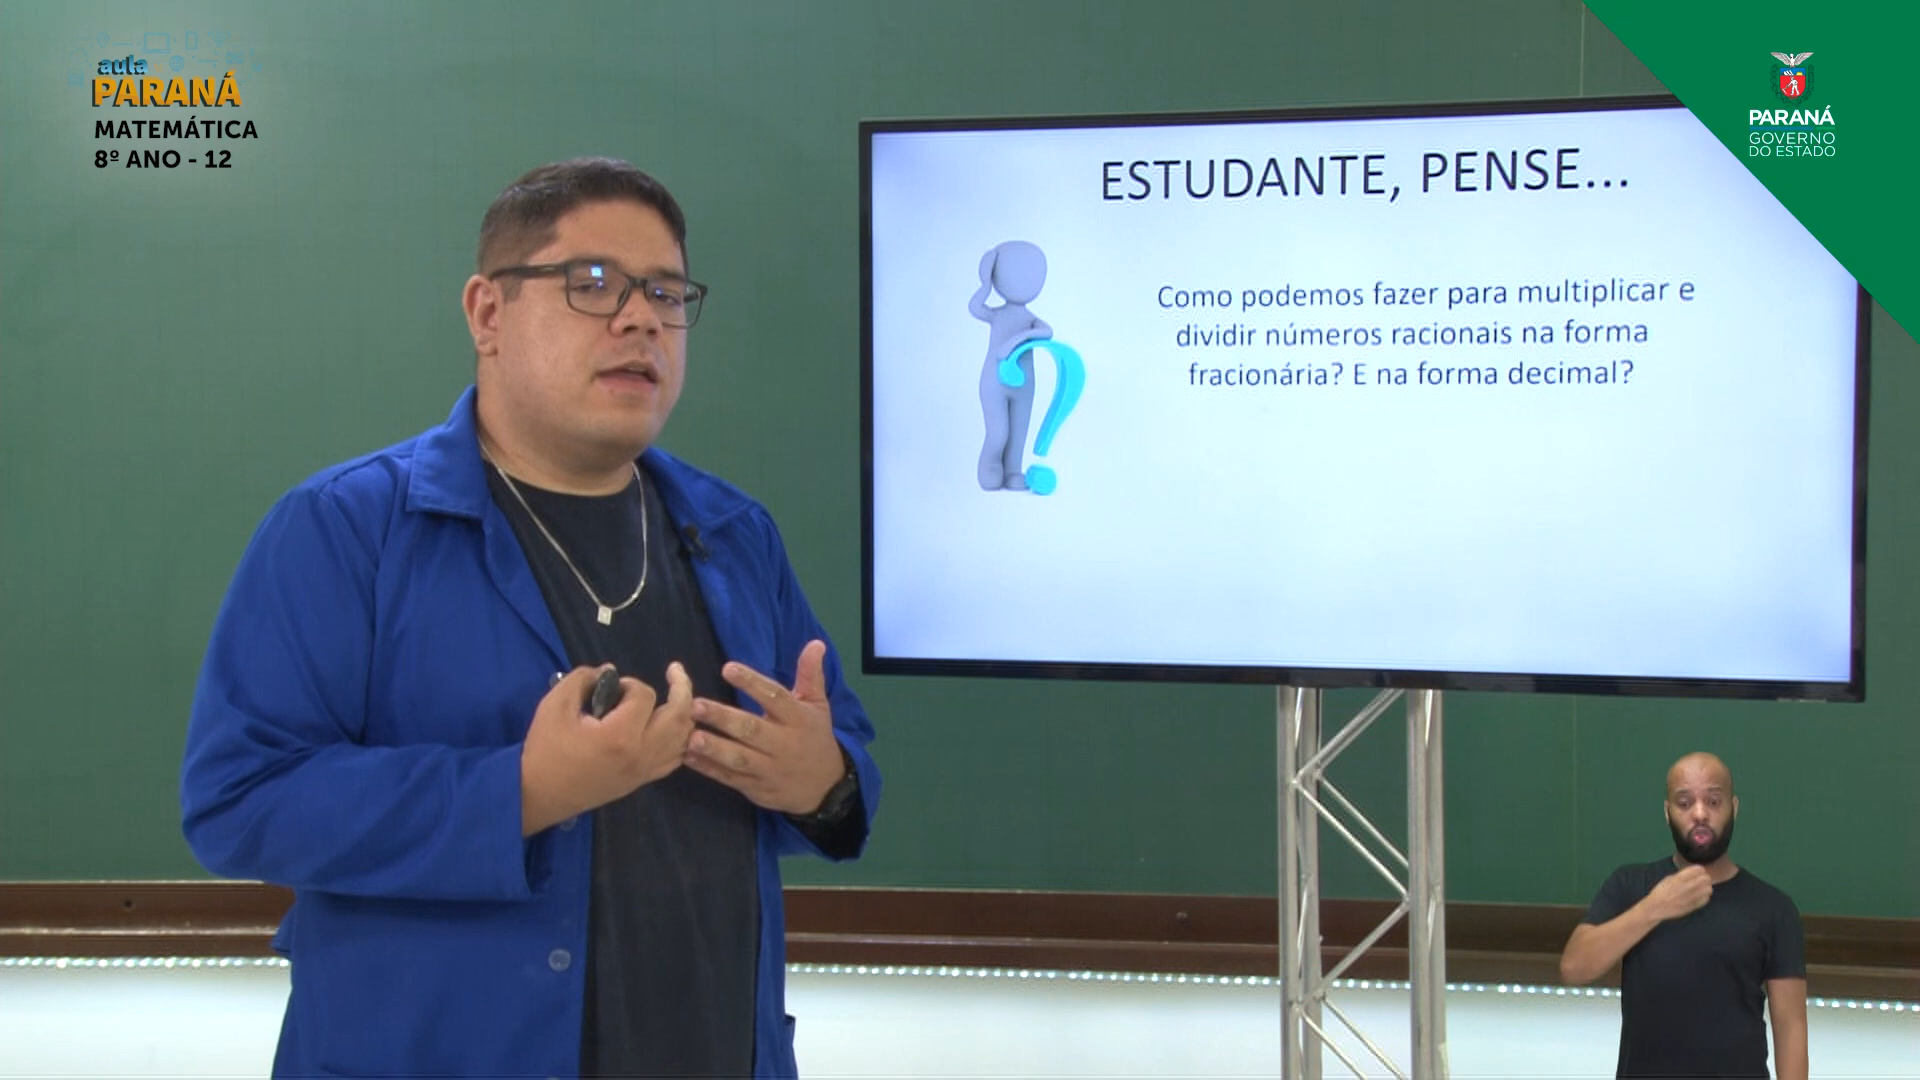 aula
PARANÁ
MATEMÁTICA
8º ANO - 12
ESTUDANTE, PENSE...
Como podemos fazer para multiplicar e
dividir números racionais na forma
fracionária? E na forma decimal?
PARANÁ
GOVERNO
DO ESTADO